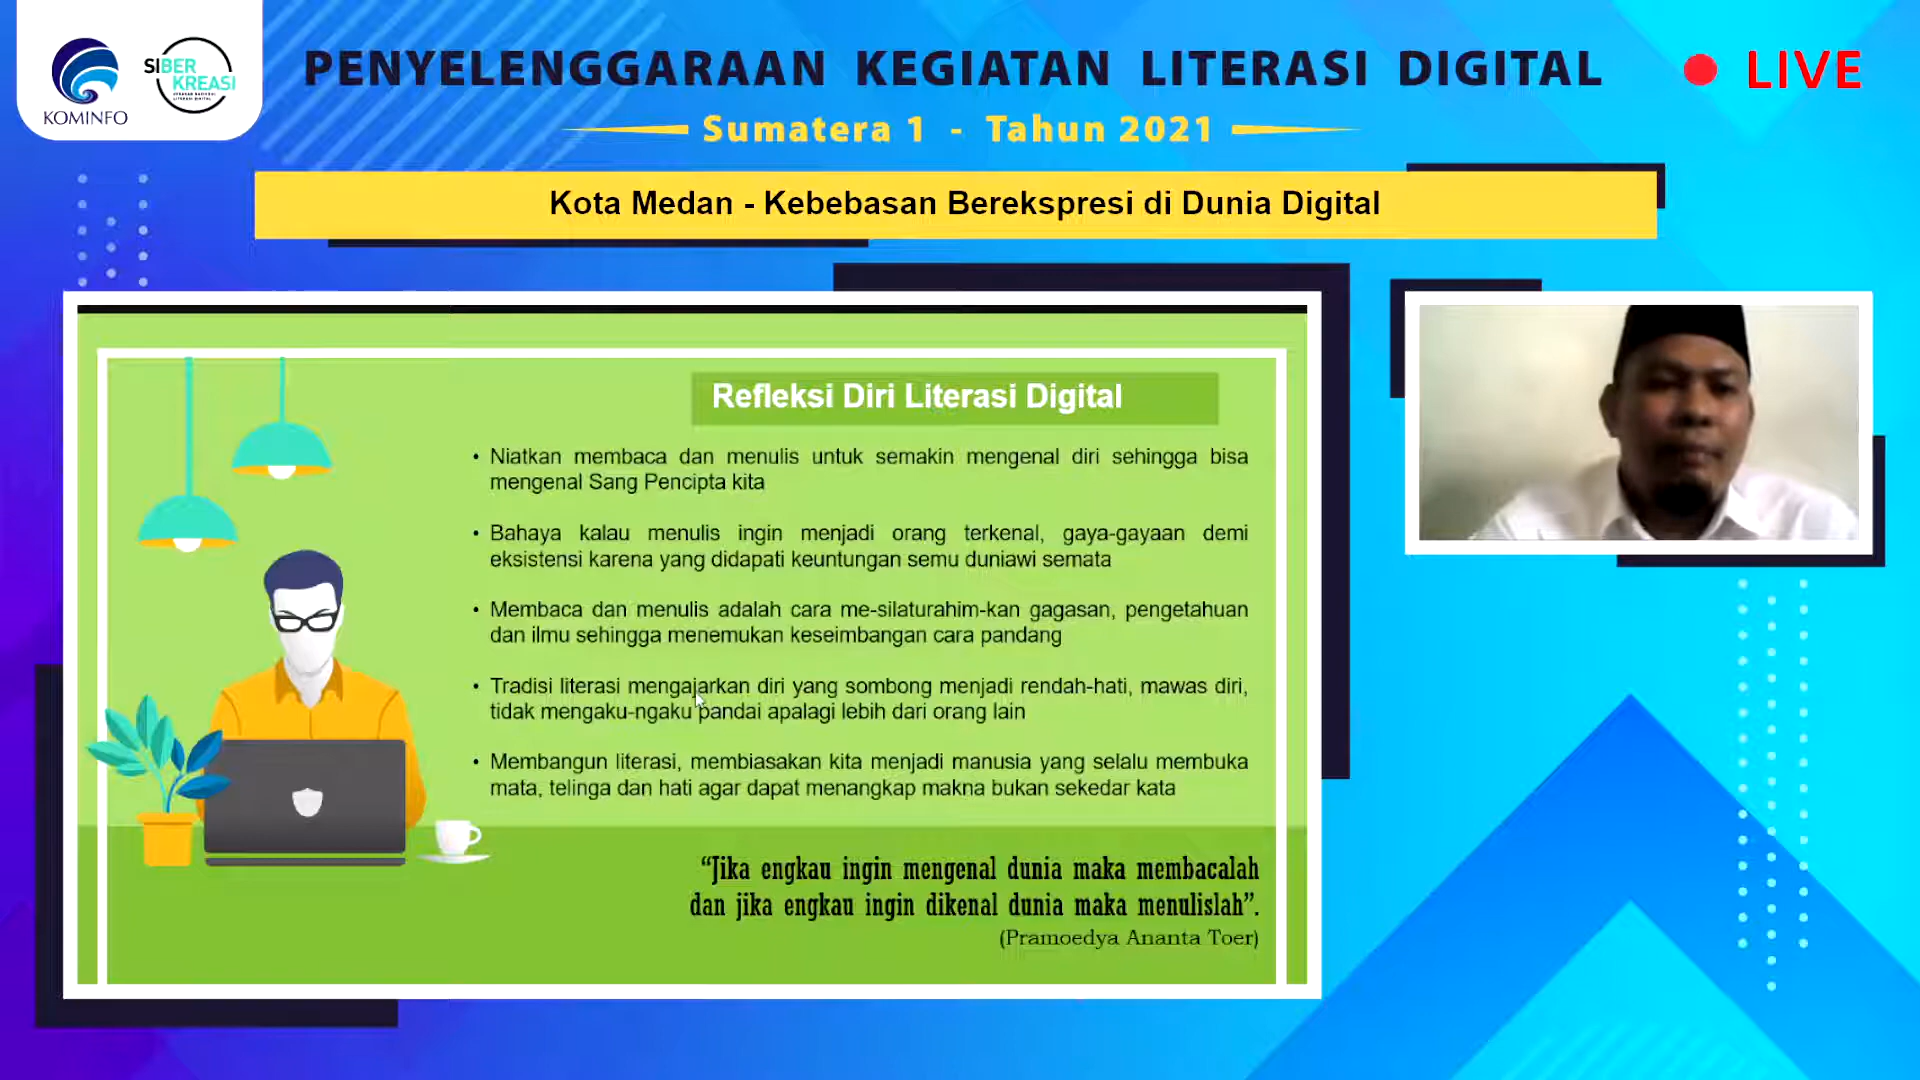 KOMINFO
SIBER
KREASI
PENYELENGGARAAN KEGIATAN LITERASI DIGITAL
LIVE
Sumatera 1 - Tahun 2021
Kota Medan - Kebebasan Berekspresi di Dunia Digital
Refleksi Diri Literasi Digital
• Niatkan membaca dan menulis untuk semakin mengenal diri sehingga bisa
mengenal Sang Pencipta kita
• Bahaya kalau menulis ingin menjadi orang terkenal, gaya-gayaan demi
eksistensi karena yang didapati keuntungan semu duniawi semata
• Membaca dan menulis adalah cara me-silaturahim-kan gagasan, pengetahuan
dan ilmu sehingga menemukan keseimbangan cara pandang
• Tradisi literasi mengajarkan diri yang sombong menjadi rendah-hati, mawas diri,
tidak mengaku-ngaku pandai apalagi lebih dari orang lain
• Membangun literasi, membiasakan kita menjadi manusia yang selalu membuka
mata, telinga dan hati agar dapat menangkap makna bukan sekedar kata
“Jika engkau ingin mengenal dunia maka membacalah
dan jika engkau ingin dikenal dunia maka menulislah”.
(Pramoedya Ananta Toer)